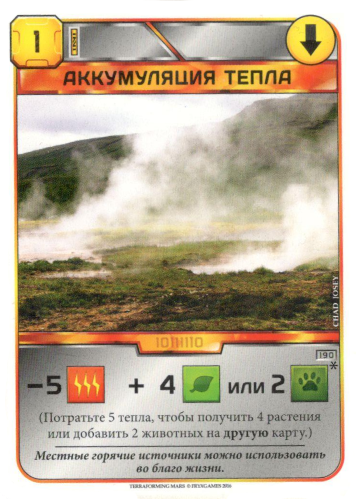 1
АККУМУЛЯЦИЯ ТЕПЛА
CHAD JOSEY
10111110
190
-5 + 4 или 2 *
(Потратьте 5 тепла, чтобы получить 4 растения
или добавить 2 животных на другую карту.)
Местные горячие источники можно использовать
во благо жизни.
TERRAFORMING MARS © FRYXGAMES 2016